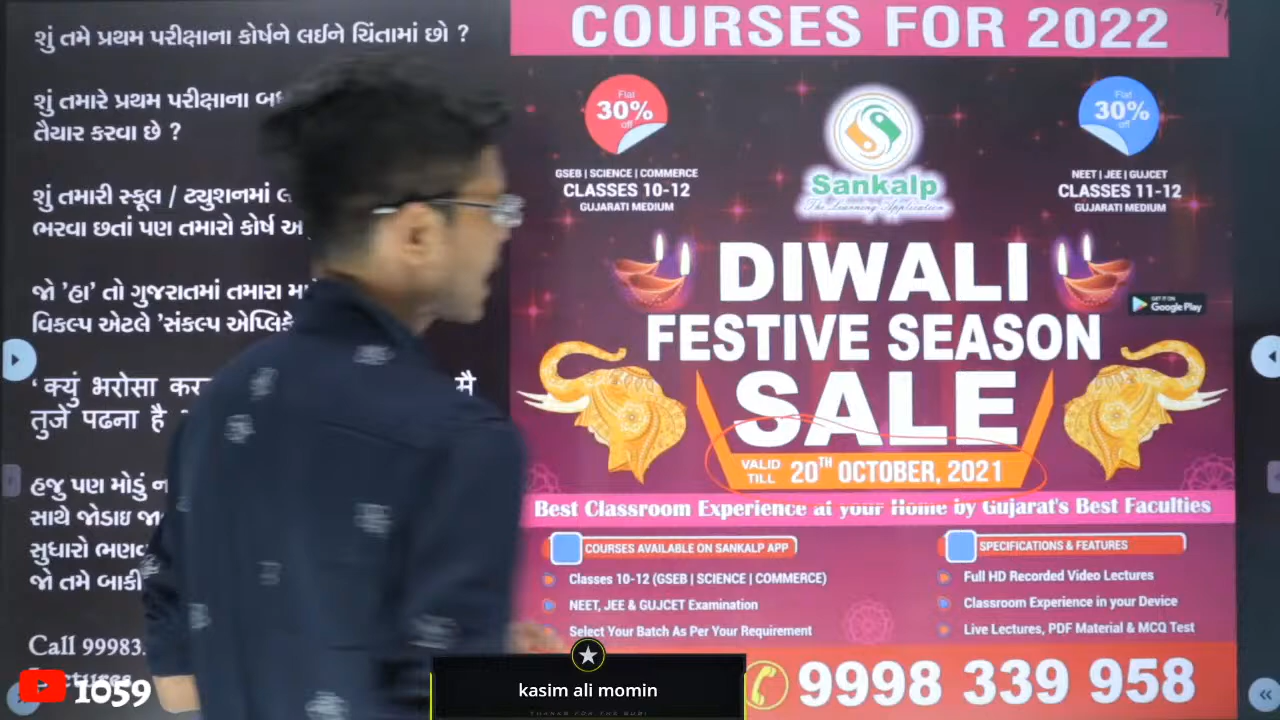 શું તમે પ્રથમ પરીક્ષાના કોર્ષને લઈને ચિંતામાં છો ?
શું તમારે પ્રથમ પરીક્ષાના
તૈયાર કરવા છે ?
શું તમારી સ્કૂલ / ટ્યુશનમાં
ભરવા છતાં પણ તમારો કોર્ષ
જો 'હા' તો ગુજરાતમાં તમારા
વિકલ્પ એટલે 'સંકલ્પ
' ક્યું ભરોસા
તુજે પઢના હૈ
હજુ પણ મોડું
સાથે જોડાઇ
સુધારો
જો તમે બાકી
Call 99983
COURSES FOR 2022
Flat
30%
off
GSEB | SCIENCE | COMMERCE
CLASSES 10-12
GUJARATI MEDIUM
Sankalp
The Learning Application
Flat
30%
off
NEET | JEE | GUJCET
CLASSES 11-12
GUJARATI MEDIUM
DIWALI
FESTIVE SEASON
SALE
GET IT ON
Google Play
VALID TILL 20TH OCTOBER, 2021
Best Classroom Experience at your Home by Gujarat's Best Faculties
COURSES AVAILABLE ON SANKALP APP
Classes 10-12 (GSEB | SCIENCE | COMMERCE)
NEET, JEE & GUJCET Examination
Select Your Batch As Per Your Requirement
SPECIFICATIONS & FEATURES
Full HD Recorded Video Lectures
Classroom Experience in your Device
Live Lectures, PDF Material & MCQ Test
9998 339 958
1059
kasim ali momin